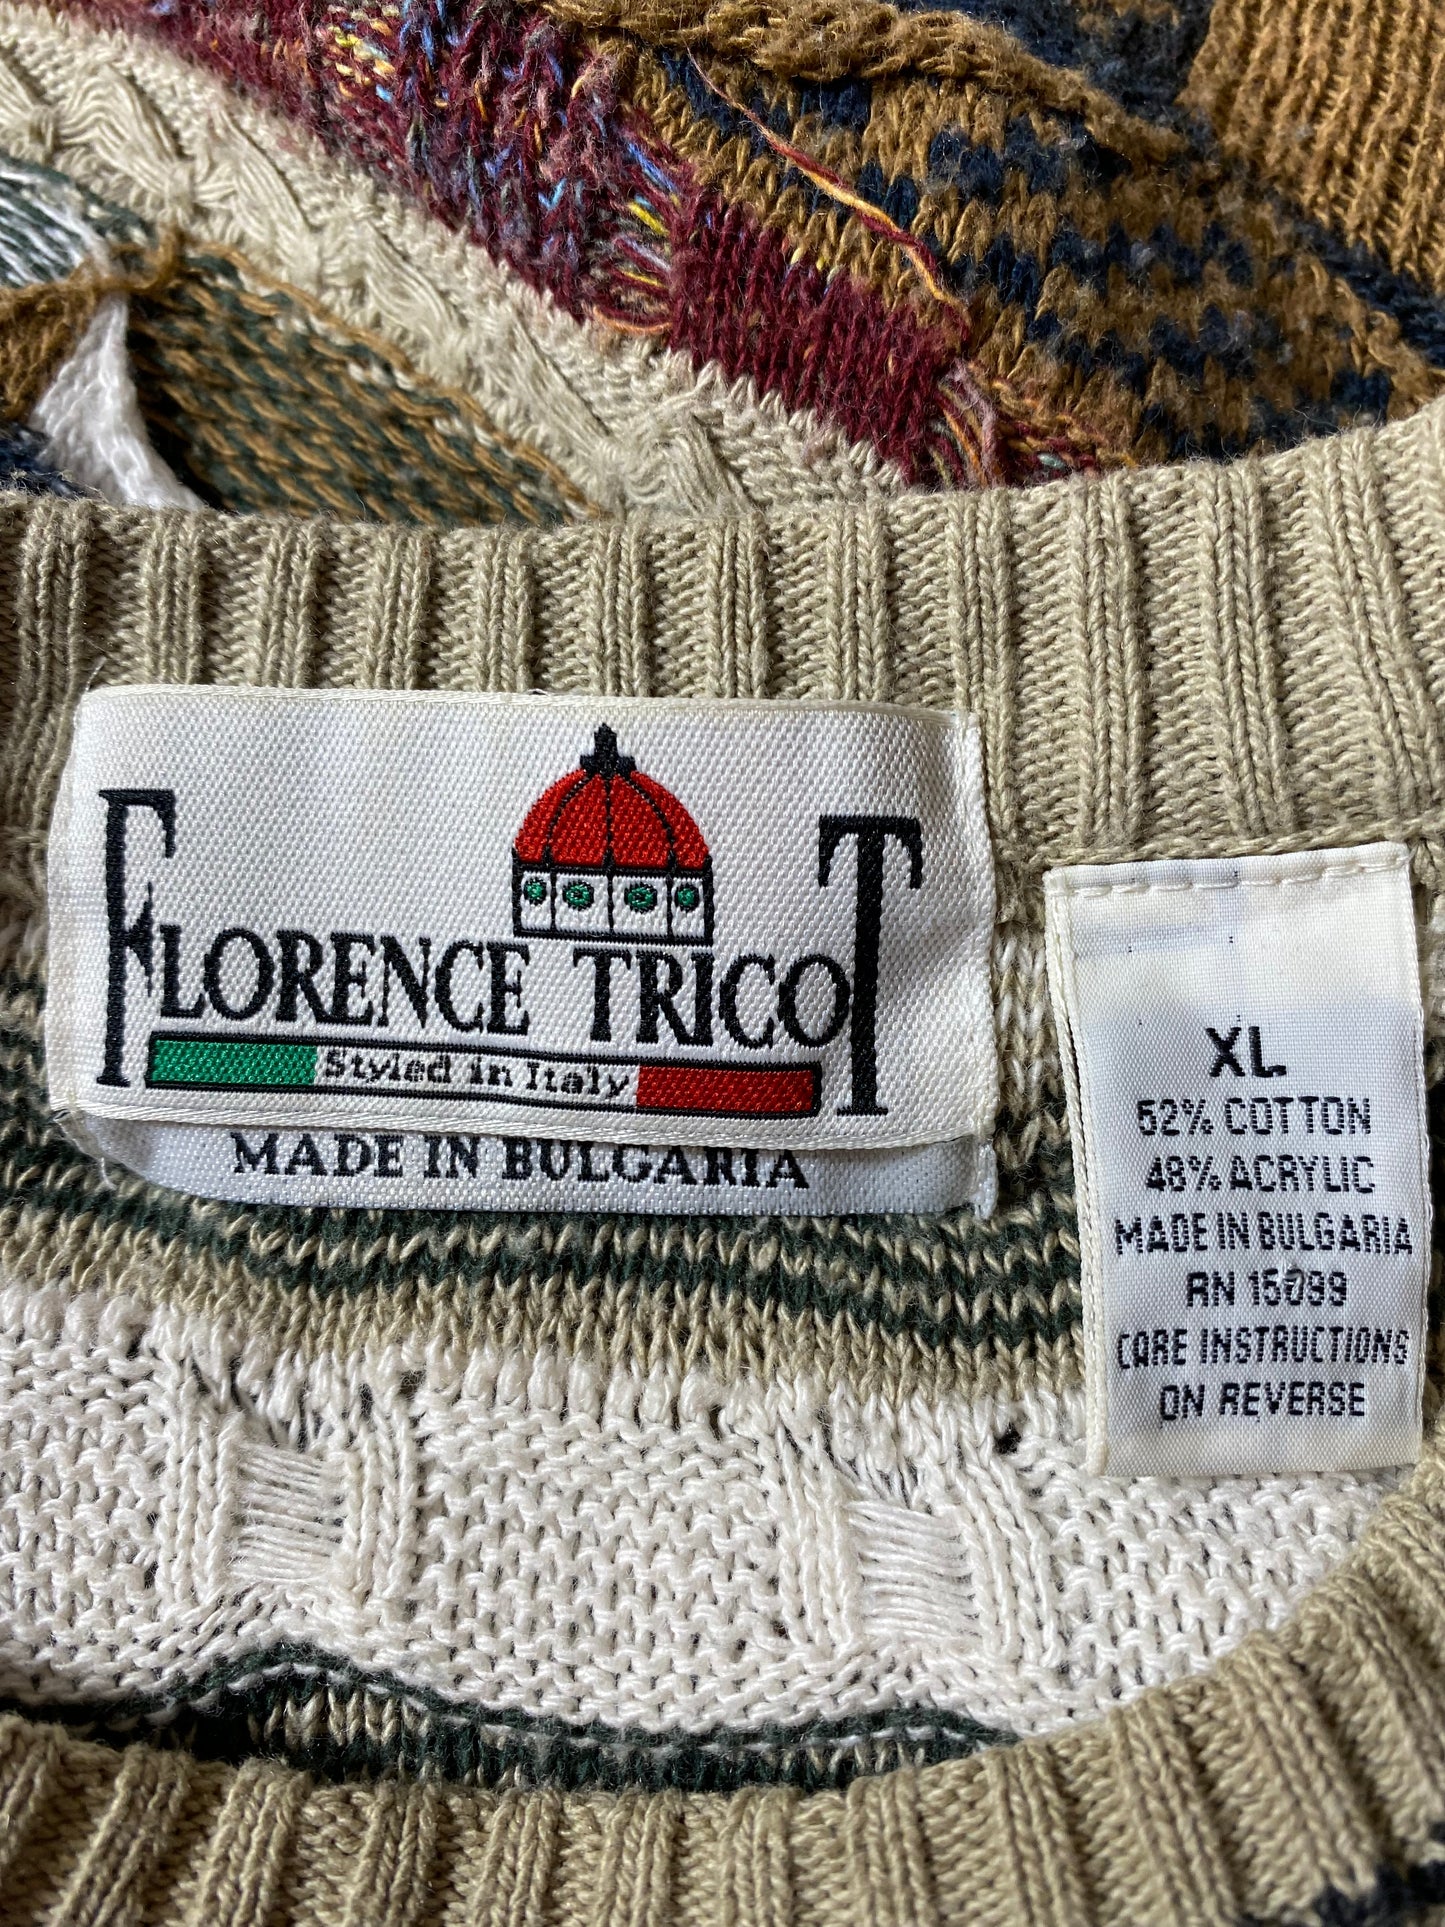 FLORENCE TRICOT
Styled in Italy
MADE IN BULGARIA
XL
52% COTTON
48% ACRYLIC
MADE IN BULGARIA
RN 15099
CARE INSTRUCTIONS
ON REVERSE